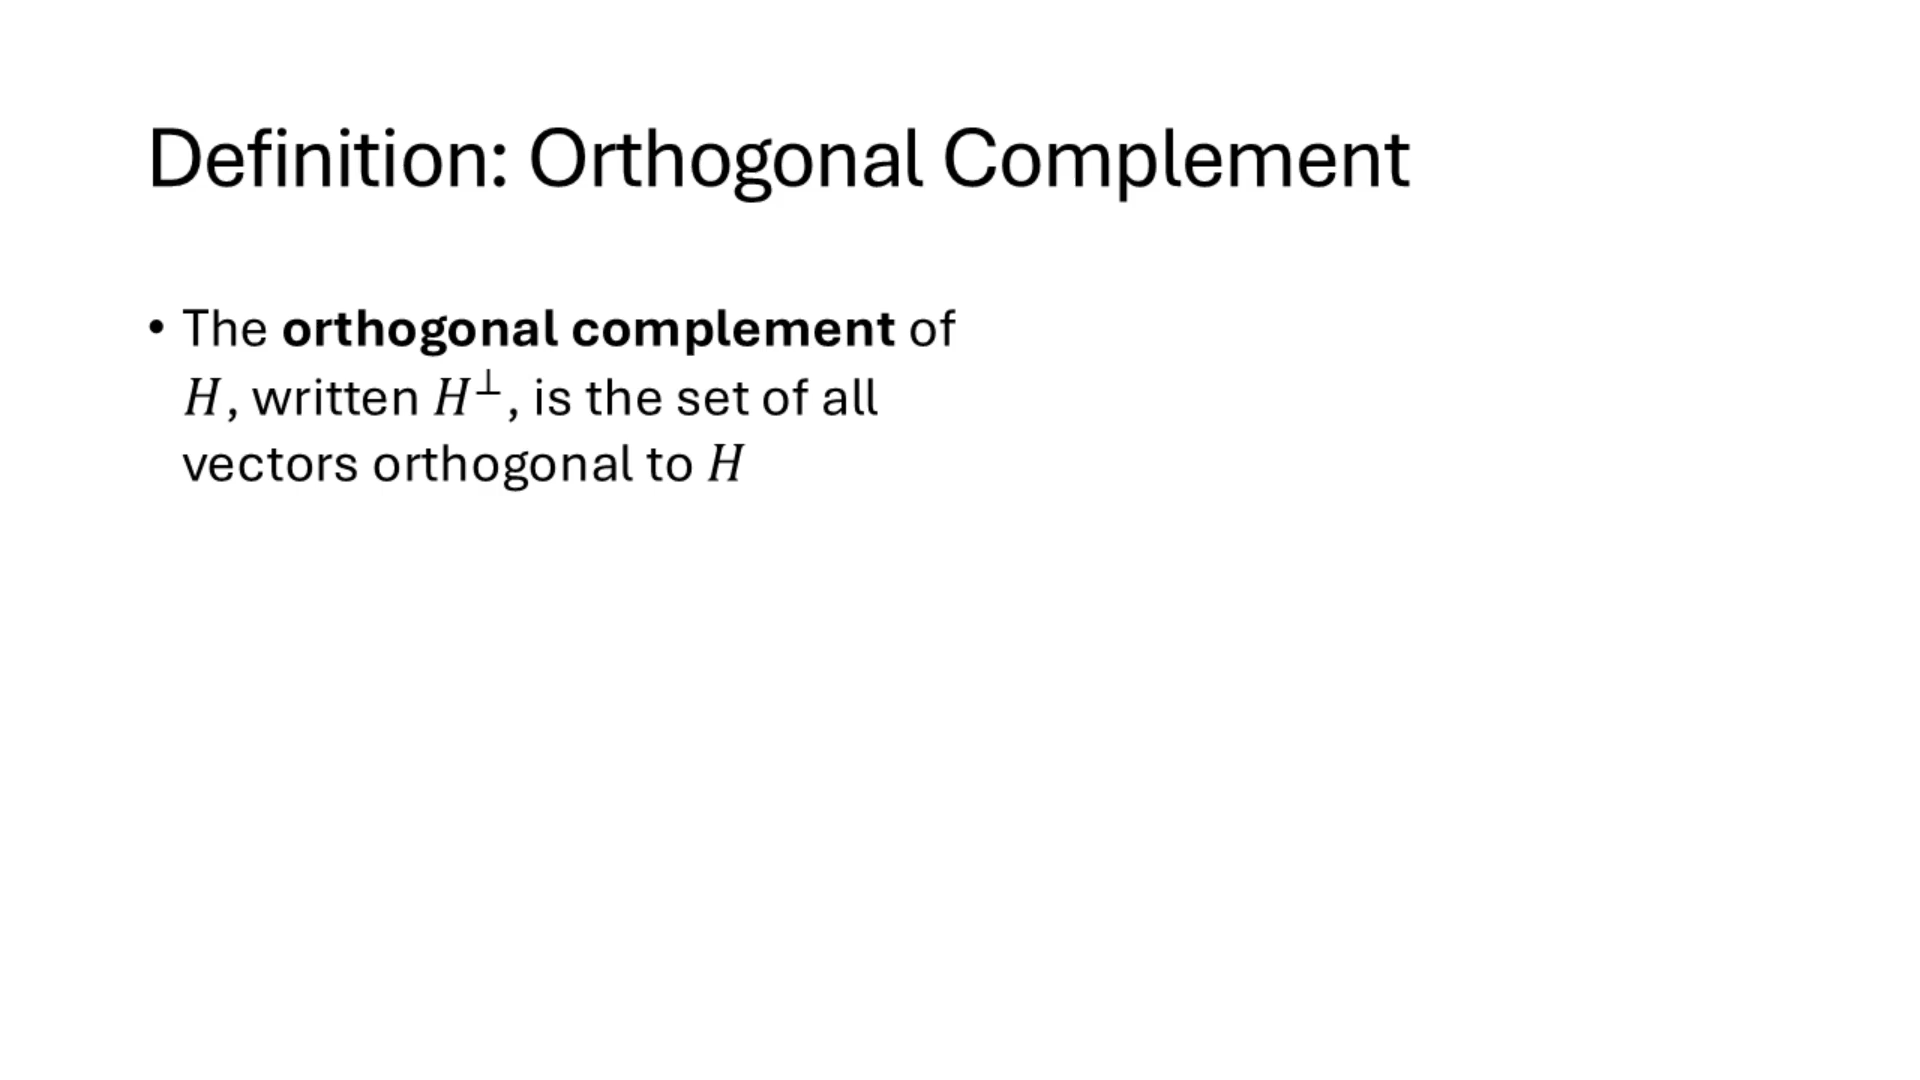 Definition: Orthogonal Complement
• The orthogonal complement of
H, written H⊥, is the set of all
vectors orthogonal to H